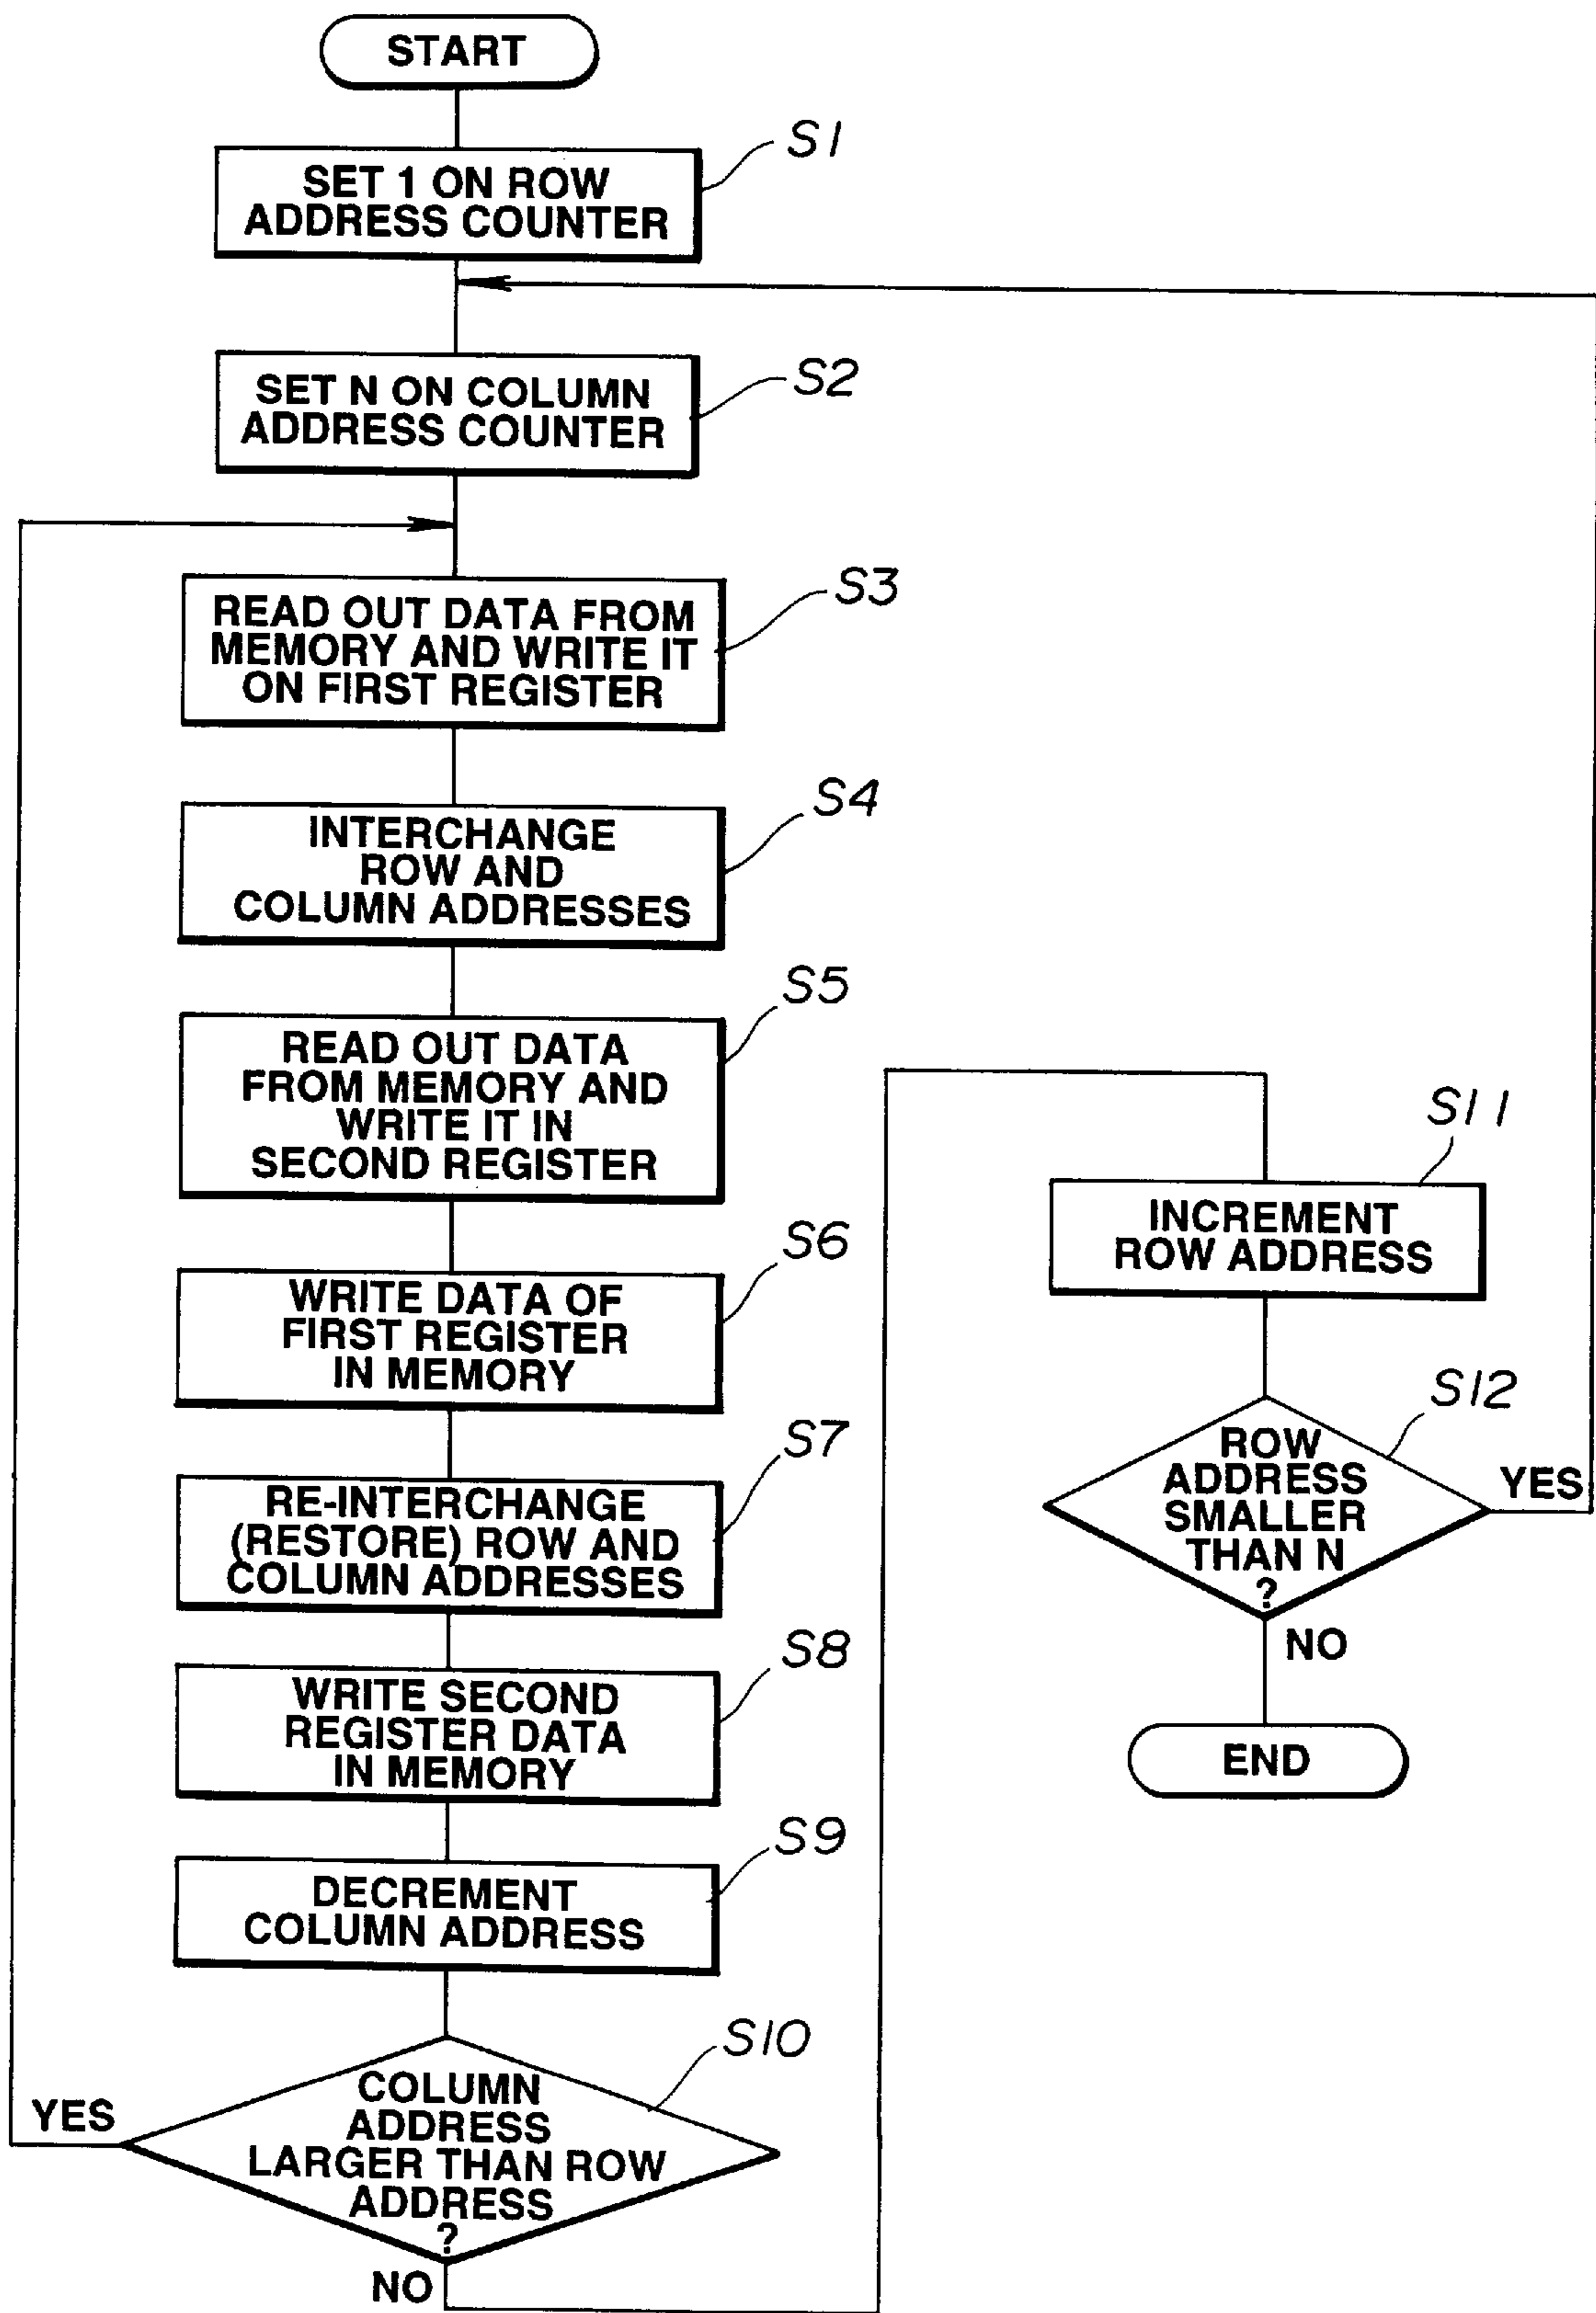 START
S1
SET 1 ON ROW
ADDRESS COUNTER
S2
SET N ON COLUMN
ADDRESS COUNTER
S3
READ OUT DATA FROM
MEMORY AND WRITE IT
ON FIRST REGISTER
S4
INTERCHANGE
ROW AND
COLUMN ADDRESSES
S5
READ OUT DATA
FROM MEMORY AND
WRITE IT IN
SECOND REGISTER
S6
WRITE DATA OF
FIRST REGISTER
IN MEMORY
S7
RE-INTERCHANGE
(RESTORE) ROW AND
COLUMN ADDRESSES
S8
WRITE SECOND
REGISTER DATA
IN MEMORY
S9
DECREMENT
COLUMN ADDRESS
S10
COLUMN
ADDRESS
LARGER THAN ROW
ADDRESS
?
YES
NO
S11
INCREMENT
ROW ADDRESS
S12
ROW
ADDRESS
SMALLER
THAN N
?
YES
NO
END